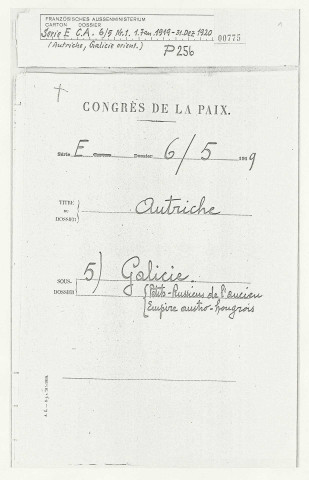 FRANZÖSISCHES AUSSENMINISTERIUM
CARTON DOSSIER
Serie E C.A. 6/5 Nr.1. 1.Jan 1919-31.Dez 1920
(Autriche, Galicie orient.)
00775
P 256
CONGRÈS DE LA PAIX.
Série E Carton Dossier 6/5 1919
TITRE
DU
DOSSIER
Autriche
SOUS-
DOSSIER
5) Galicie.
Petits-Russiens de l'ancien
Empire austro-hongrois